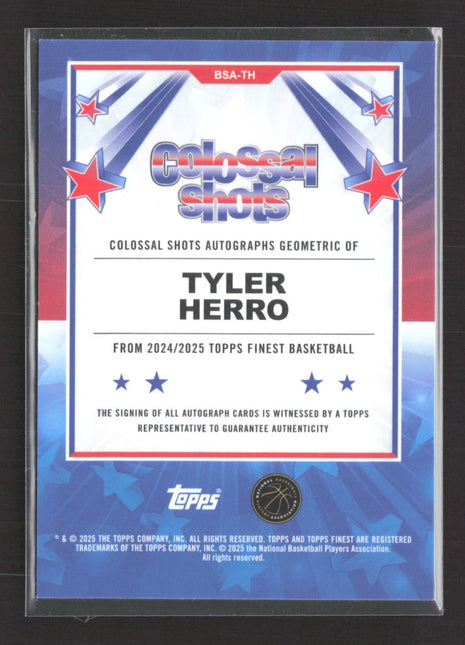 BSA-TH
Colossal
Shots
COLOSSAL SHOTS AUTOGRAPHS GEOMETRIC OF
TYLER
HERRO
FROM 2024/2025 TOPPS FINEST BASKETBALL
THE SIGNING OF ALL AUTOGRAPH CARDS IS WITNESSED BY A TOPPS
REPRESENTATIVE TO GUARANTEE AUTHENTICITY
topps
NATIONAL BASKETBALL
® & © 2025 THE TOPPS COMPANY, INC. ALL RIGHTS RESERVED. TOPPS AND TOPPS FINEST ARE REGISTERED
TRADEMARKS OF THE TOPPS COMPANY, INC. © 2025 the National Basketball Players Association.
All rights reserved.